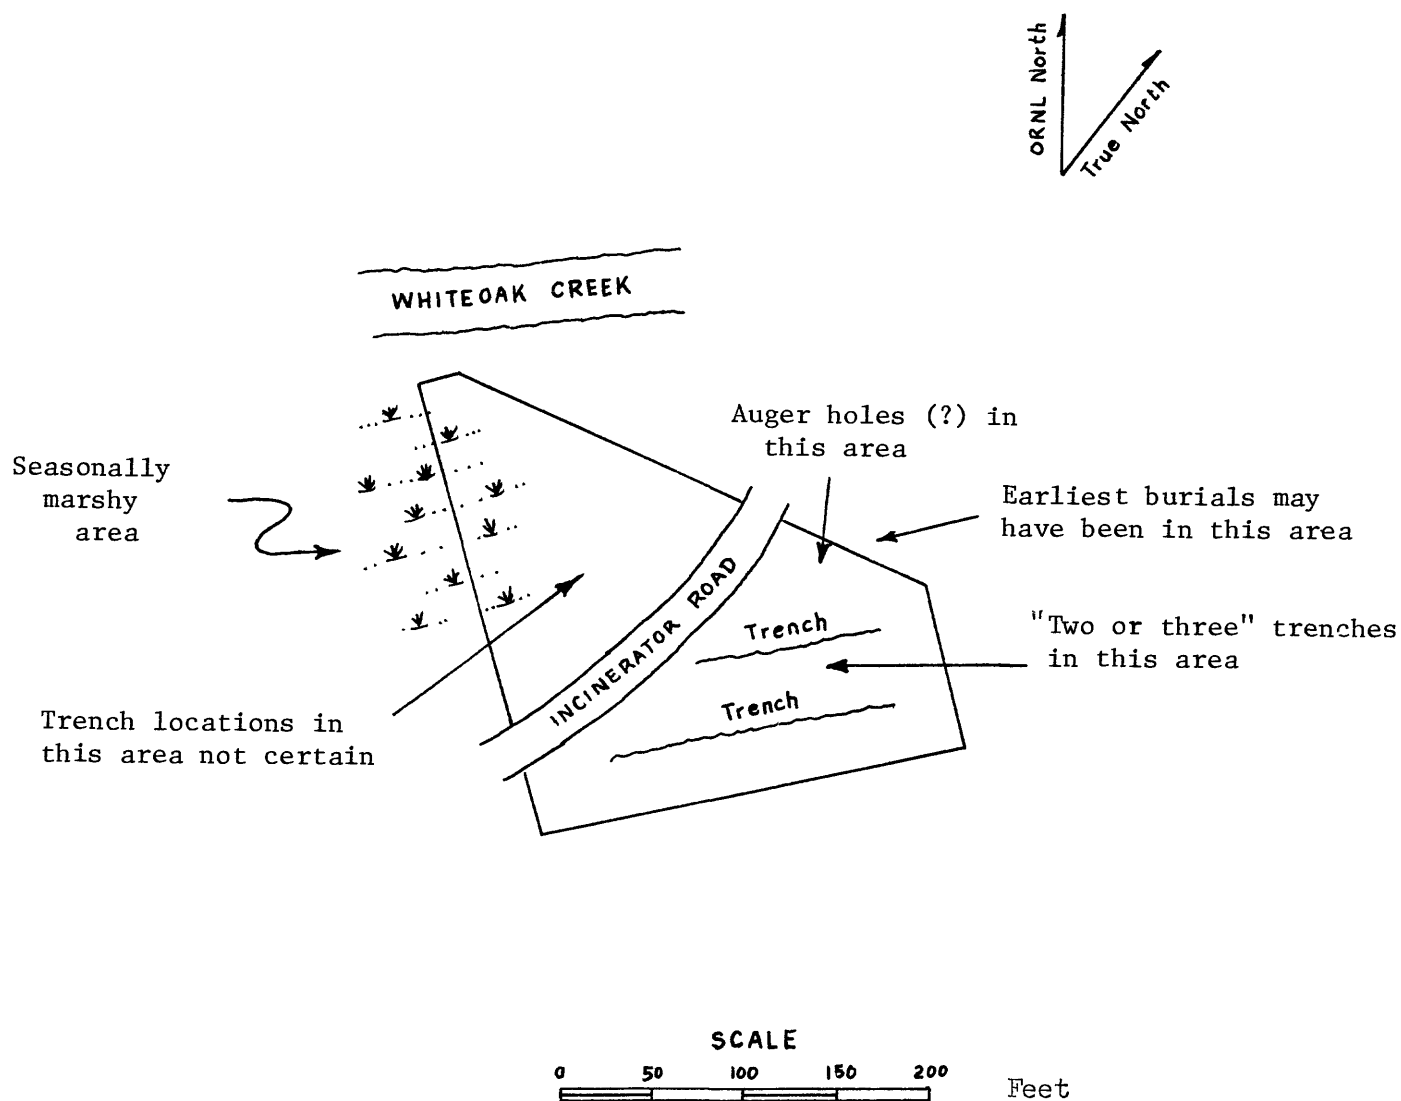 ORNL North
True North
WHITEOAK CREEK
Auger holes (?) in
this area
Seasonally
marshy
area
Earliest burials may
have been in this area
INCINERATOR ROAD
Trench
"Two or three" trenches
in this area
Trench
Trench locations in
this area not certain
SCALE
0 50 100 150 200
Feet